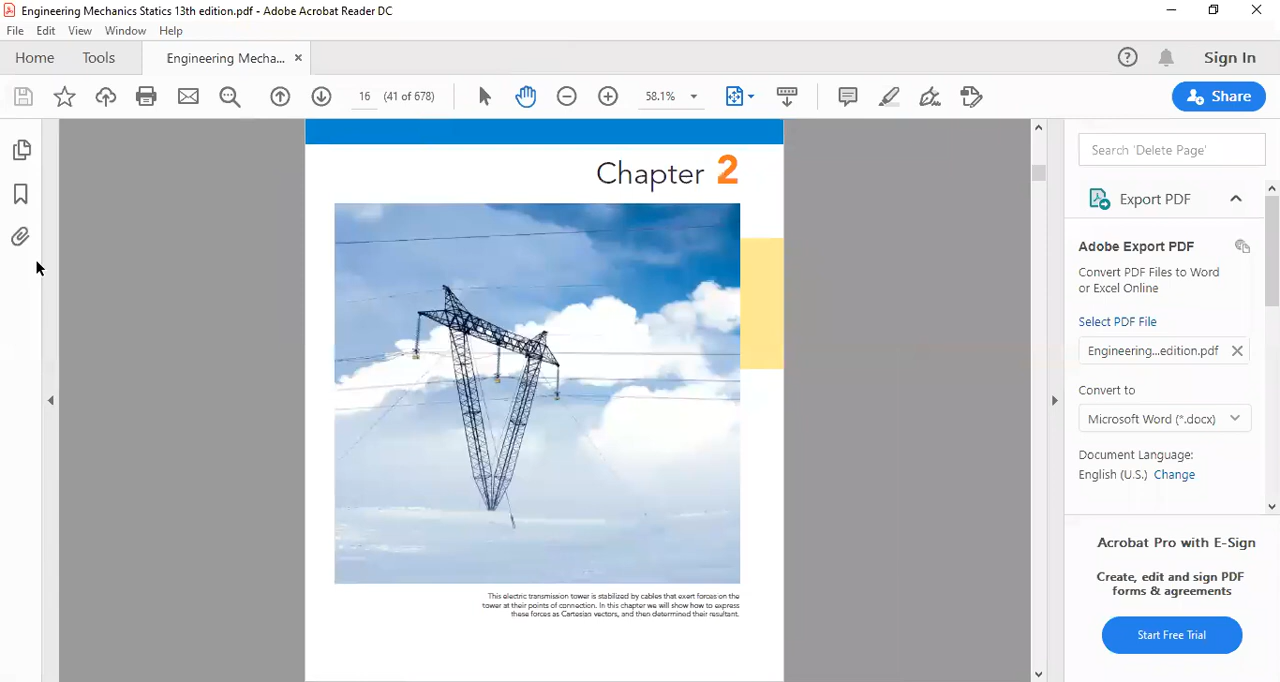 Engineering Mechanics Statics 13th edition.pdf - Adobe Acrobat Reader DC
File Edit View Window Help
Home Tools Engineering Mecha... × Sign In
16 (41 of 678) 58.1% Share
Chapter 2
This electric transmission tower is stabilized by cables that exert forces on the
tower at their points of connection. In this chapter we will show how to express
these forces as Cartesian vectors, and then determined their resultant.
Search 'Delete Page'
Export PDF
Adobe Export PDF
Convert PDF Files to Word
or Excel Online
Select PDF File
Engineering...edition.pdf
Convert to
Microsoft Word (*.docx)
Document Language:
English (U.S.) Change
Acrobat Pro with E-Sign
Create, edit and sign PDF
forms & agreements
Start Free Trial